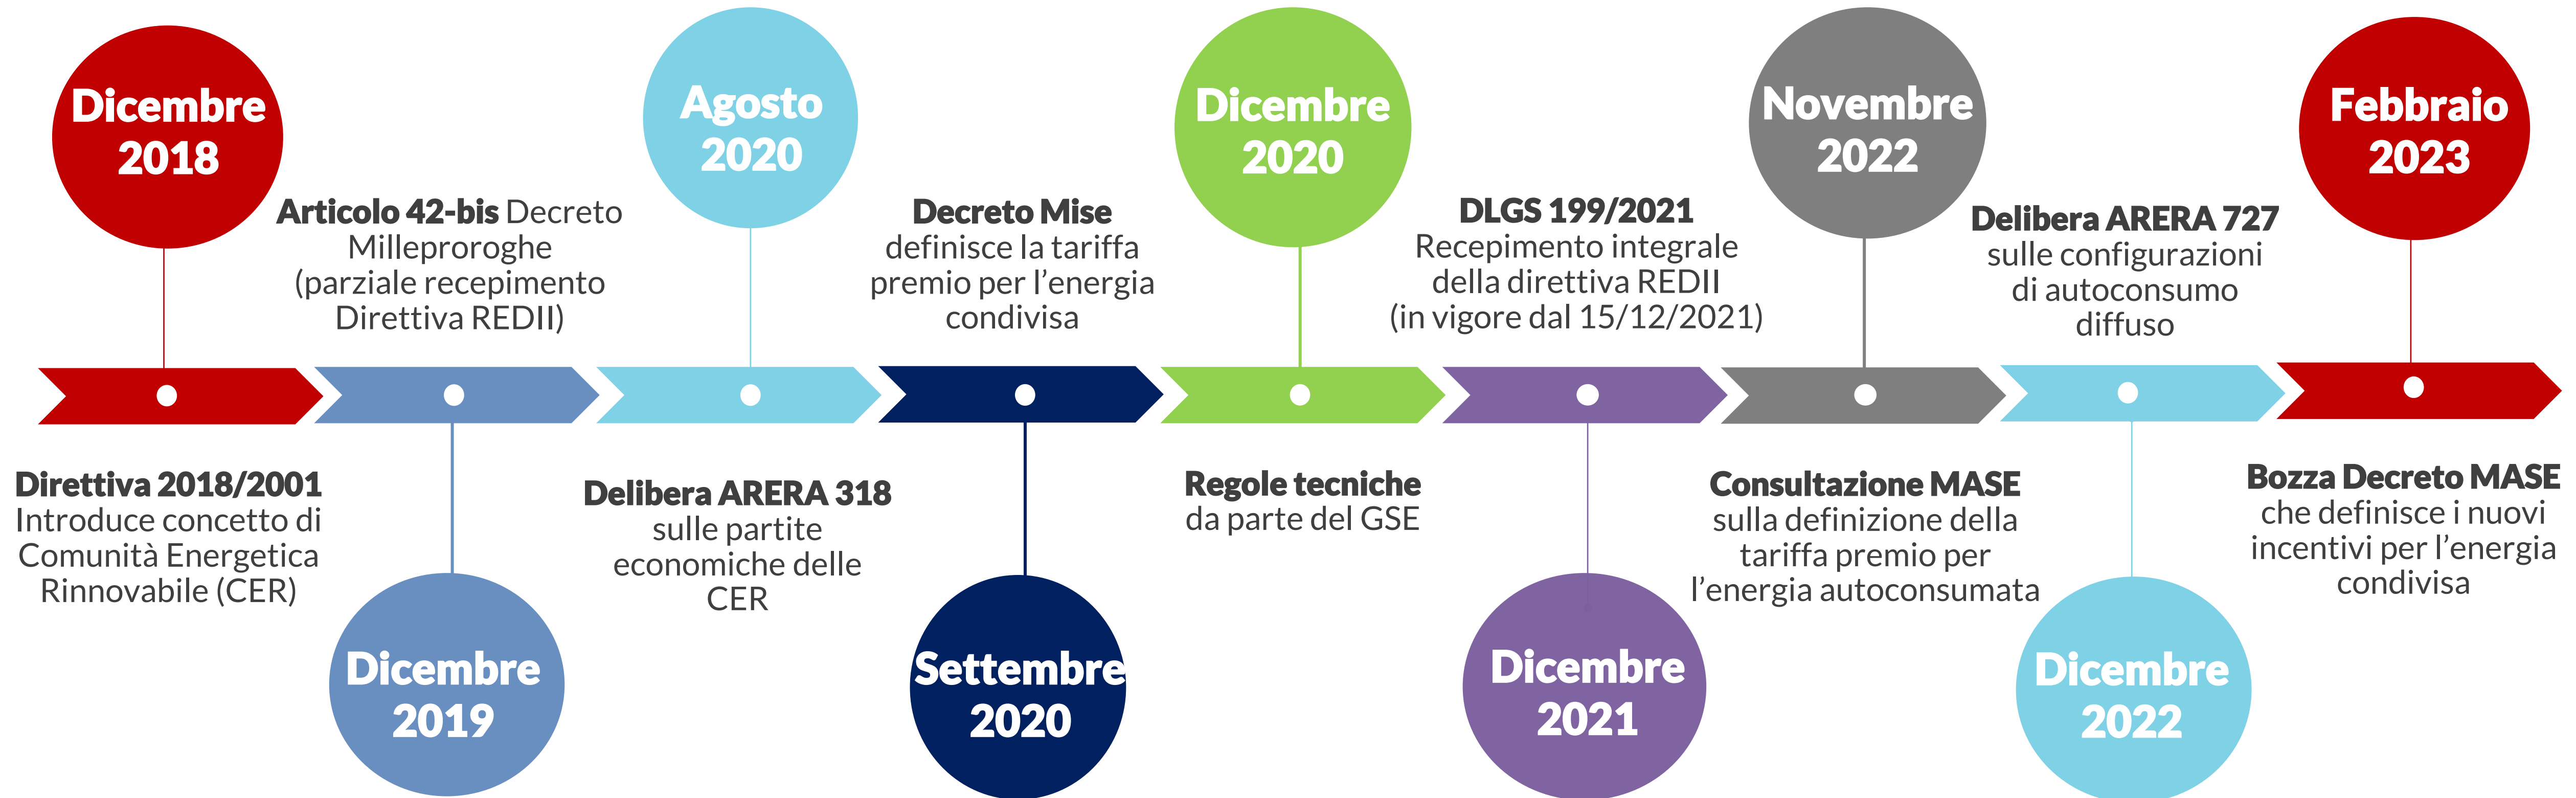 Dicembre
2018
Direttiva 2018/2001
Introduce concetto di
Comunità Energetica
Rinnovabile (CER)
Articolo 42-bis Decreto
Milleproroghe
(parziale recepimento
Direttiva REDII)
Dicembre
2019
Agosto
2020
Delibera ARERA 318
sulle partite
economiche delle
CER
Decreto Mise
definisce la tariffa
premio per l'energia
condivisa
Settembre
2020
Dicembre
2020
Regole tecniche
da parte del GSE
DLGS 199/2021
Recepimento integrale
della direttiva REDII
(in vigore dal 15/12/2021)
Dicembre
2021
Novembre
2022
Consultazione MASE
sulla definizione della
tariffa premio per
l'energia autoconsumata
Delibera ARERA 727
sulle configurazioni
di autoconsumo
diffuso
Dicembre
2022
Febbraio
2023
Bozza Decreto MASE
che definisce i nuovi
incentivi per l'energia
condivisa